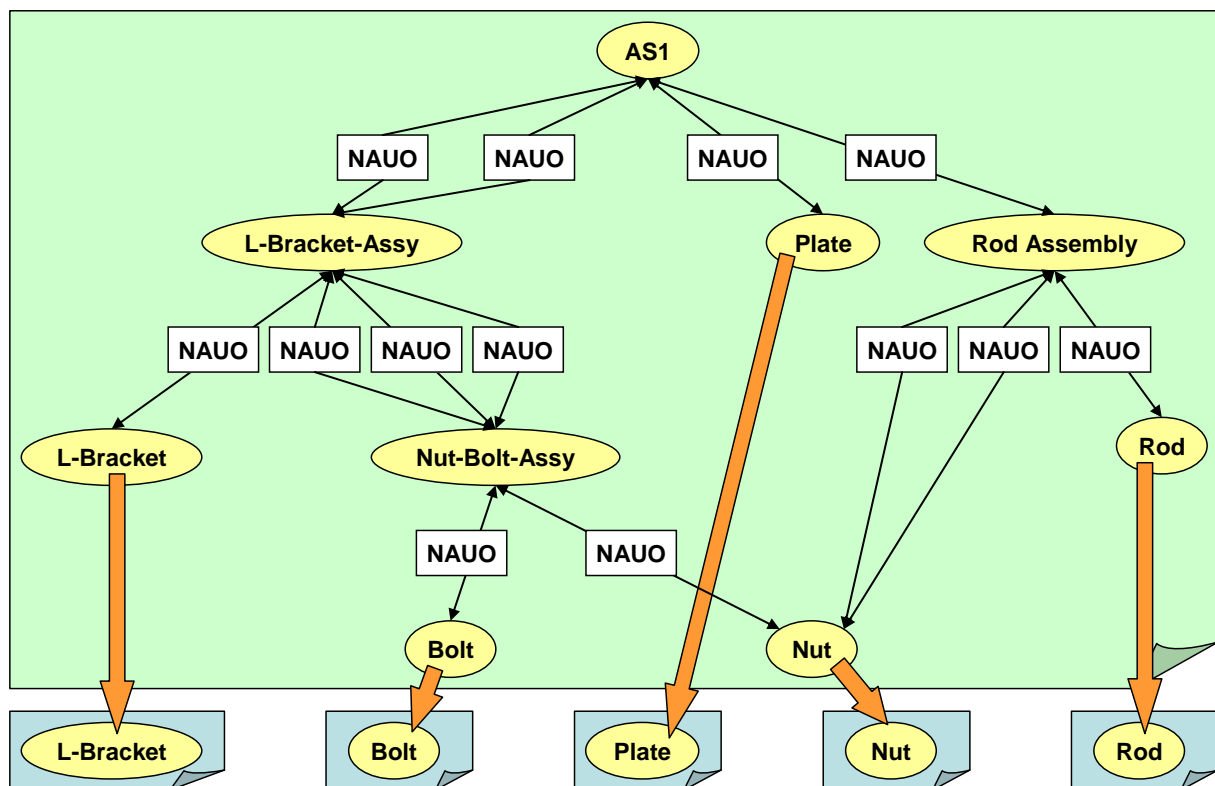 AS1
NAUO
NAUO
NAUO
NAUO
L-Bracket-Assy
Plate
Rod Assembly
NAUO
NAUO
NAUO
NAUO
NAUO
NAUO
NAUO
L-Bracket
Nut-Bolt-Assy
Rod
NAUO
NAUO
Bolt
Nut
L-Bracket
Bolt
Plate
Nut
Rod